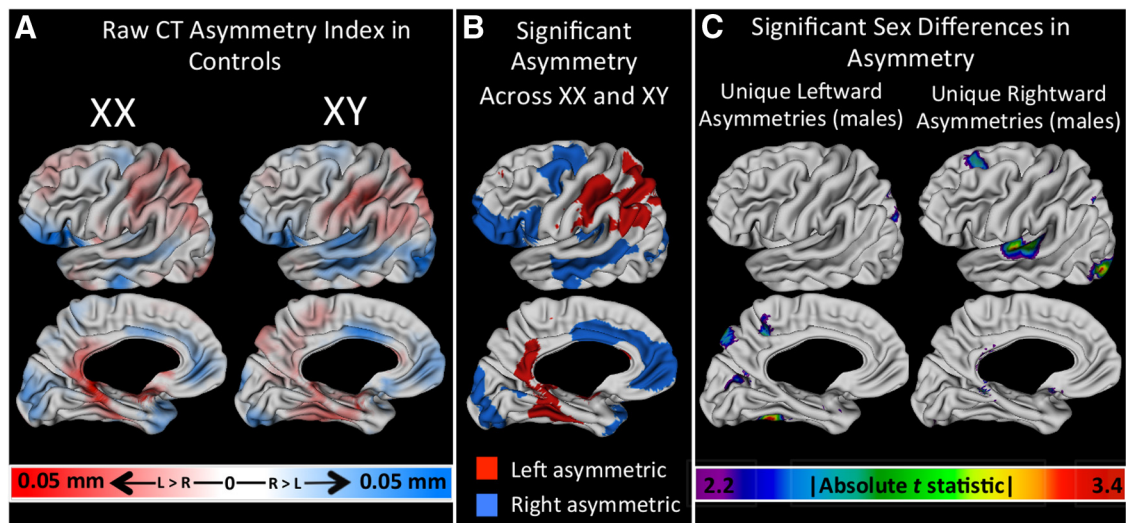 A
Raw CT Asymmetry Index in
Controls
XX
XY
0.05 mm
L > R
0
R > L
0.05 mm
B
Significant
Asymmetry
Across XX and XY
Left asymmetric
Right asymmetric
C
Significant Sex Differences in
Asymmetry
Unique Leftward
Asymmetries (males)
Unique Rightward
Asymmetries (males)
2.2
|Absolute t statistic|
3.4